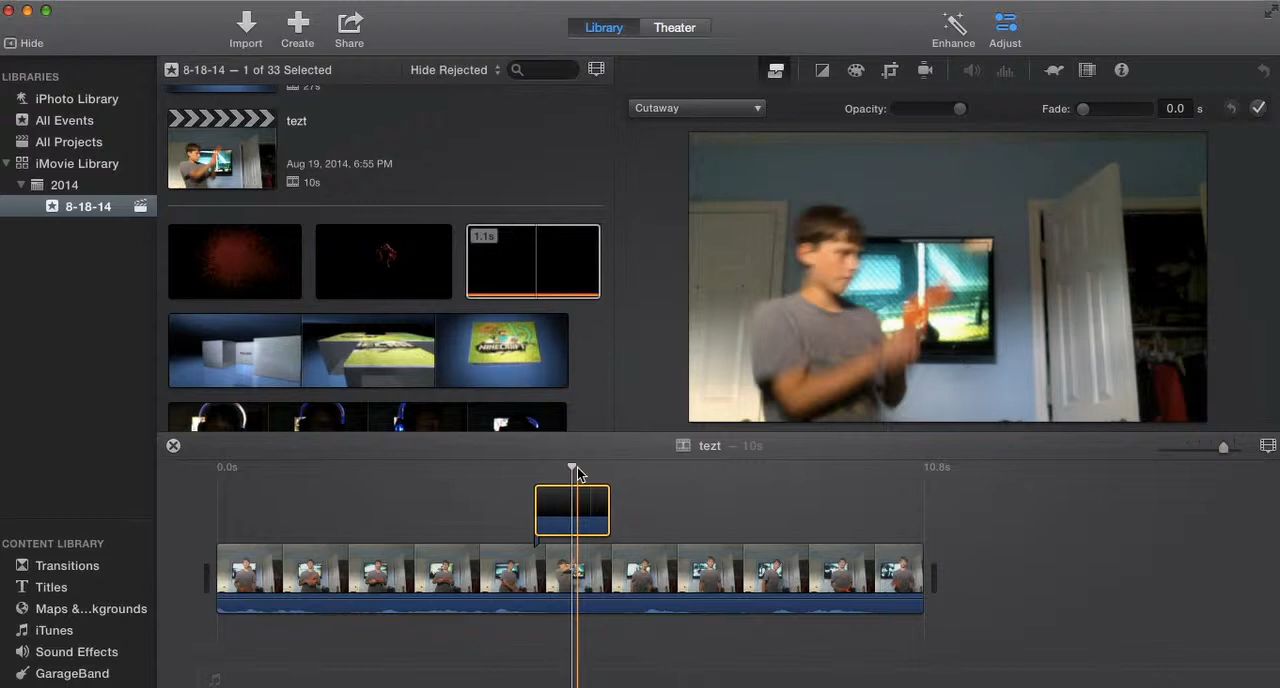 Import
Create
Share
Library
Theater
Enhance
Adjust
Hide
LIBRARIES
iPhoto Library
All Events
All Projects
iMovie Library
2014
8-18-14
8-18-14 — 1 of 33 Selected
Hide Rejected
27s
tezt
Aug 19, 2014, 6:55 PM
10s
1.1s
MINECRAFT
Cutaway
Opacity:
Fade:
0.0 s
tezt — 10s
0.0s
10.8s
CONTENT LIBRARY
Transitions
T Titles
Maps &...kgrounds
iTunes
Sound Effects
GarageBand